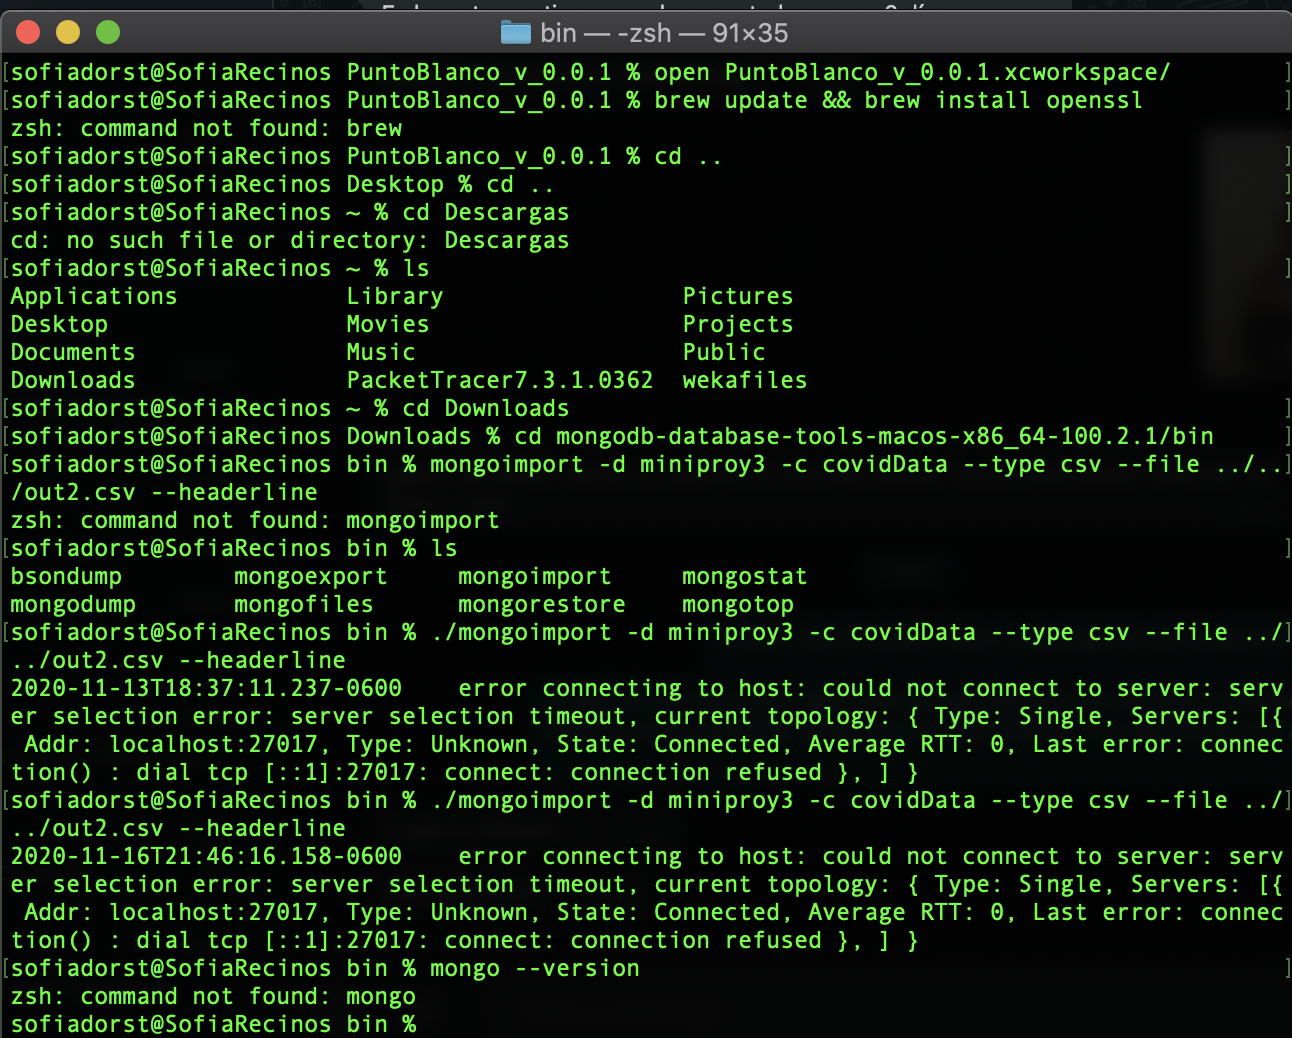 bin — -zsh — 91×35
[sofiadorst@SofiaRecinos PuntoBlanco_v_0.0.1 % open PuntoBlanco_v_0.0.1.xcworkspace/ ]
[sofiadorst@SofiaRecinos PuntoBlanco_v_0.0.1 % brew update && brew install openssl ]
zsh: command not found: brew
[sofiadorst@SofiaRecinos PuntoBlanco_v_0.0.1 % cd .. ]
[sofiadorst@SofiaRecinos Desktop % cd .. ]
[sofiadorst@SofiaRecinos ~ % cd Descargas ]
cd: no such file or directory: Descargas
[sofiadorst@SofiaRecinos ~ % ls ]
Applications Library Pictures
Desktop Movies Projects
Documents Music Public
Downloads PacketTracer7.3.1.0362 wekafiles
[sofiadorst@SofiaRecinos ~ % cd Downloads ]
[sofiadorst@SofiaRecinos Downloads % cd mongodb-database-tools-macos-x86_64-100.2.1/bin ]
[sofiadorst@SofiaRecinos bin % mongoimport -d miniproy3 -c covidData --type csv --file ../..]
/out2.csv --headerline
zsh: command not found: mongoimport
[sofiadorst@SofiaRecinos bin % ls ]
bsondump mongoexport mongoimport mongostat
mongodump mongofiles mongorestore mongotop
[sofiadorst@SofiaRecinos bin % ./mongoimport -d miniproy3 -c covidData --type csv --file ../]
../out2.csv --headerline
2020-11-13T18:37:11.237-0600 error connecting to host: could not connect to server: serv
er selection error: server selection timeout, current topology: { Type: Single, Servers: [{
Addr: localhost:27017, Type: Unknown, State: Connected, Average RTT: 0, Last error: connec
tion() : dial tcp [::1]:27017: connect: connection refused }, ] }
[sofiadorst@SofiaRecinos bin % ./mongoimport -d miniproy3 -c covidData --type csv --file ../]
../out2.csv --headerline
2020-11-16T21:46:16.158-0600 error connecting to host: could not connect to server: serv
er selection error: server selection timeout, current topology: { Type: Single, Servers: [{
Addr: localhost:27017, Type: Unknown, State: Connected, Average RTT: 0, Last error: connec
tion() : dial tcp [::1]:27017: connect: connection refused }, ] }
[sofiadorst@SofiaRecinos bin % mongo --version ]
zsh: command not found: mongo
sofiadorst@SofiaRecinos bin %